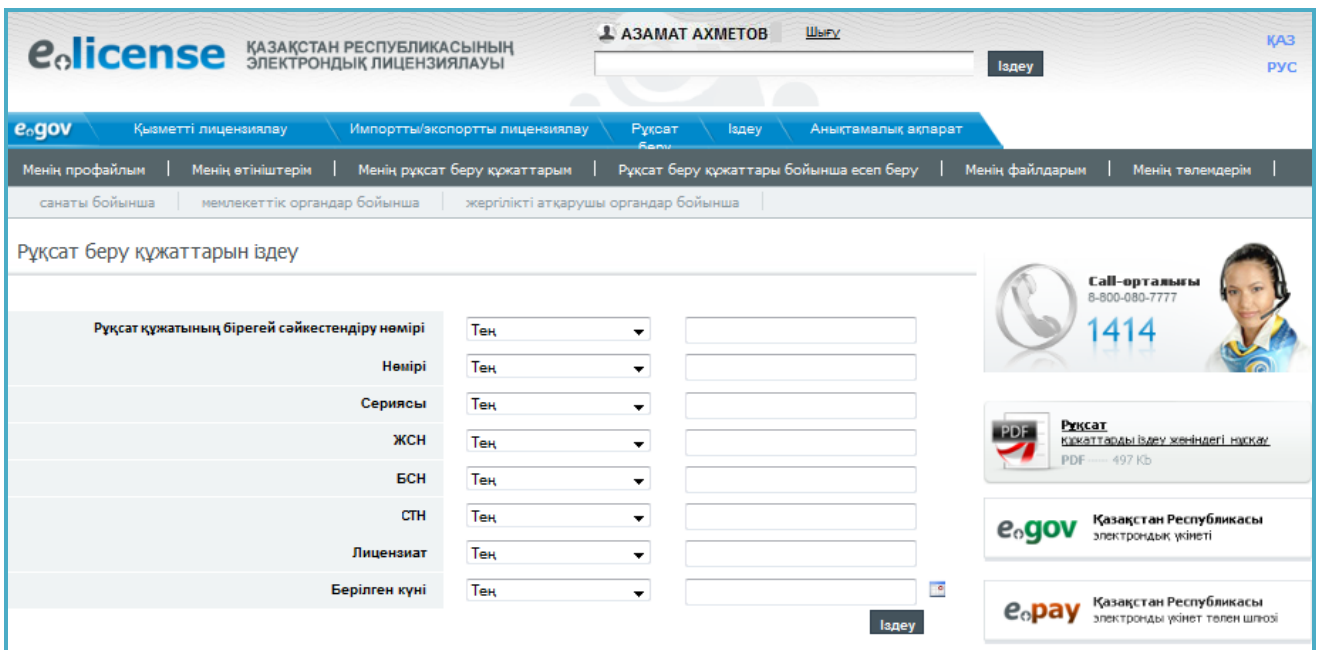 АЗАМАТ АХМЕТОВ Шығу
e.license ҚАЗАҚСТАН РЕСПУБЛИКАСЫНЫҢ
ЭЛЕКТРОНДЫҚ ЛИЦЕНЗИЯЛАУЫ
Іздеу
ҚАЗ
РУС
e.gov Қызметті лицензиялау Импортты/экспортты лицензиялау Рұқсат беру Іздеу Анықтамалық ақпарат
Менің профайлым Менің өтініштерім Менің рұқсат беру құжаттарым Рұқсат беру құжаттары бойынша есеп беру Менің файлдарым Менің төлемдерім
санаты бойынша мемлекеттік органдар бойынша жергілікті атқарушы органдар бойынша
Рұқсат беру құжаттарын іздеу
Рұқсат құжатының бірегей сәйкестендіру нөмірі Тең
Нөмірі Тең
Сериясы Тең
ЖСН Тең
БСН Тең
СТН Тең
Лицензиат Тең
Берілген күні Тең
Іздеу
Call-орталығы
8-800-080-7777
1414
PDF
Рұқсат
құжаттарды іздеу жөніндегі нұсқау
PDF — 497 Kb
e.gov Қазақстан Республикасы
электрондық үкіметі
e.pay Қазақстан Республикасы
электронды үкімет төлем шлюзі